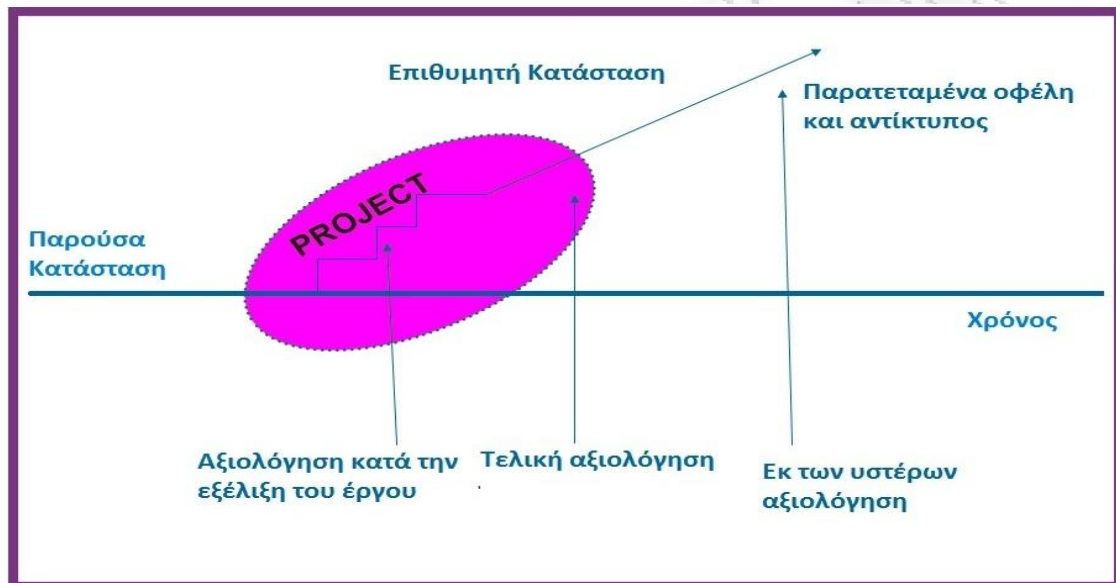 Επιθυμητή Κατάσταση
Παρατεταμένα οφέλη
και αντίκτυπος
PROJECT
Παρούσα
Κατάσταση
Χρόνος
Αξιολόγηση κατά την
εξέλιξη του έργου
Τελική αξιολόγηση
Εκ των υστέρων
αξιολόγηση